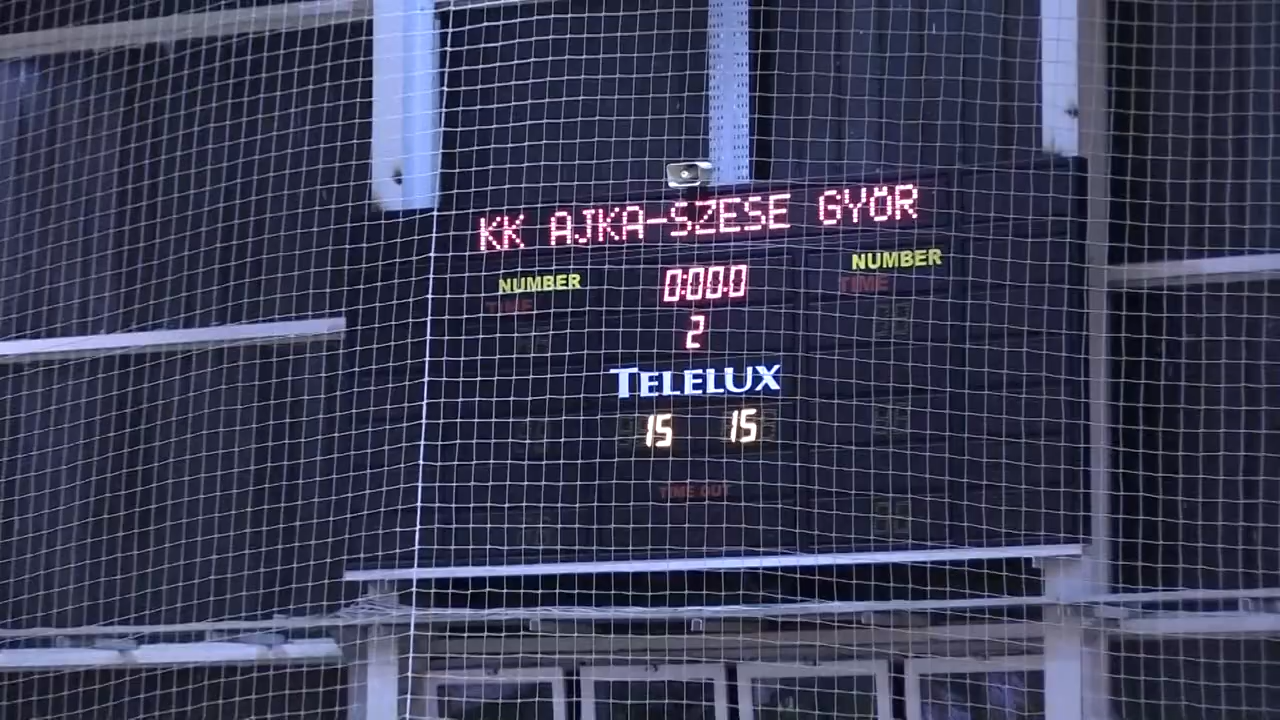 KK AJKA-SZESE GYŐR
NUMBER 0:00.0 NUMBER
TIME TIME
2
TELELUX
15 15
TIME OUT